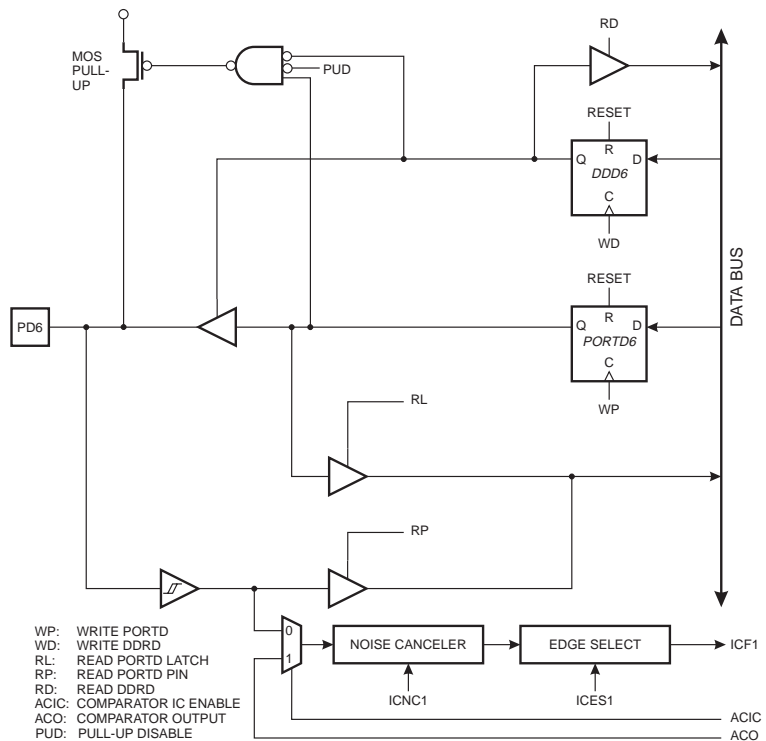 RD
MOS
PULL-
UP
PUD
RESET
R
Q
D
DDD6
C
WD
DATA BUS
RESET
R
PD6
Q
D
PORTD6
C
WP
RL
RP
WP: WRITE PORTD
WD: WRITE DDRD
RL: READ PORTD LATCH
RP: READ PORTD PIN
RD: READ DDRD
ACIC: COMPARATOR IC ENABLE
ACO: COMPARATOR OUTPUT
PUD: PULL-UP DISABLE
0
1
NOISE CANCELER
EDGE SELECT
ICF1
ICNC1
ICES1
ACIC
ACO